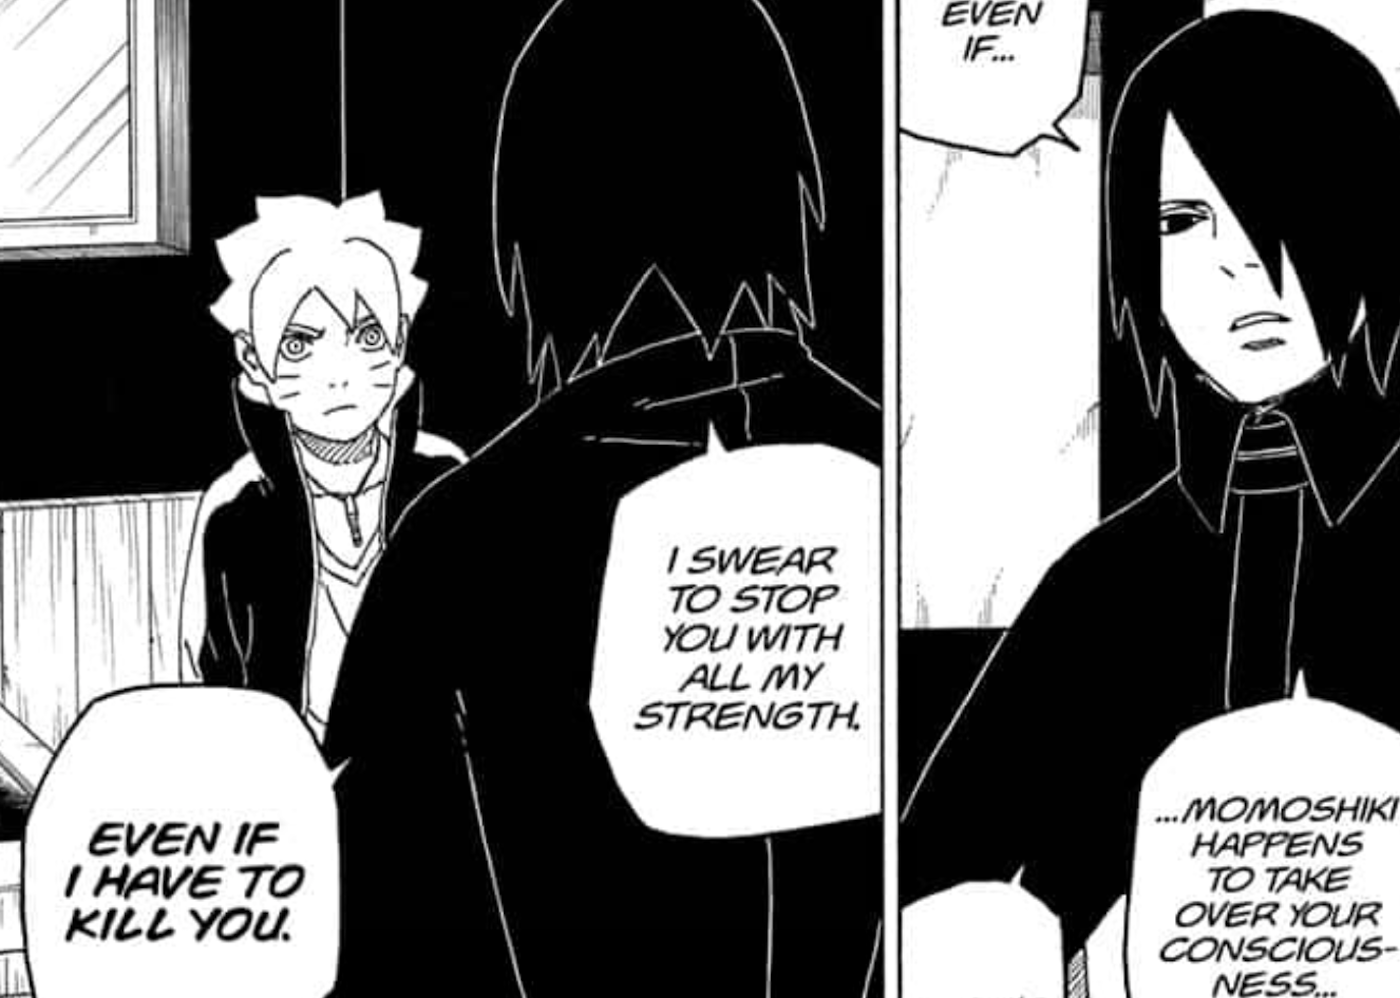 EVEN
IF...
...MOMOSHIKI
HAPPENS
TO TAKE
OVER YOUR
CONSCIOUS-
NESS...
I SWEAR
TO STOP
YOU WITH
ALL MY
STRENGTH.
EVEN IF
I HAVE TO
KILL YOU.